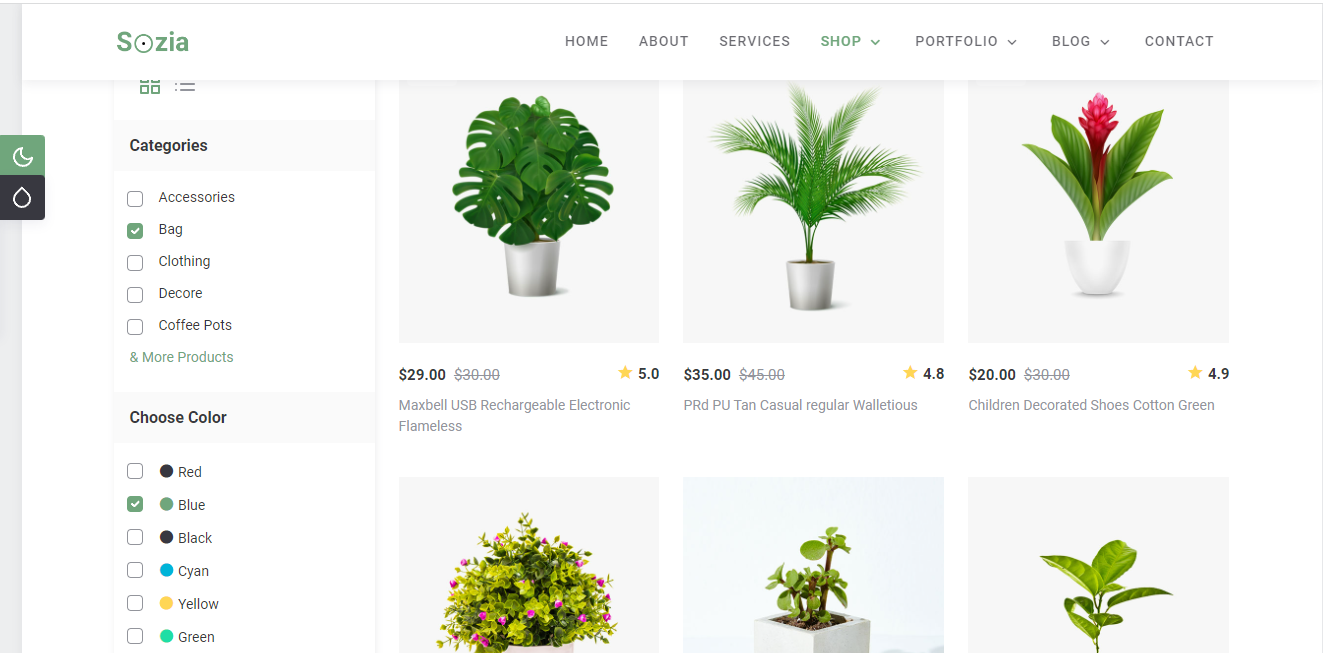 Sozia
HOME ABOUT SERVICES SHOP PORTFOLIO BLOG CONTACT
Categories
Accessories
Bag
Clothing
Decore
Coffee Pots
& More Products
Choose Color
Red
Blue
Black
Cyan
Yellow
Green
$29.00 $30.00 5.0
Maxbell USB Rechargeable Electronic
Flameless
$35.00 $45.00 4.8
PRd PU Tan Casual regular Walletious
$20.00 $30.00 4.9
Children Decorated Shoes Cotton Green